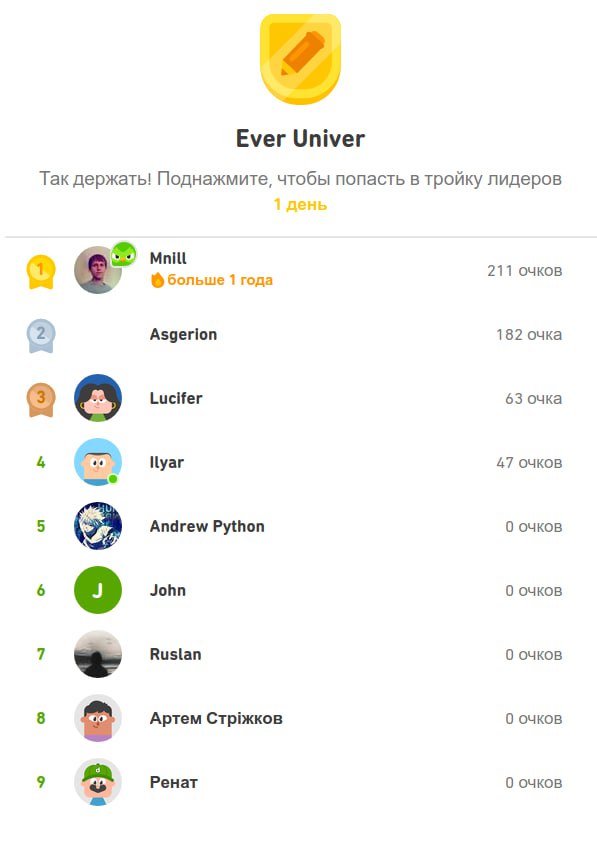 Ever Univer
Так держать! Поднажмите, чтобы попасть в тройку лидеров
1 день
1 Mnill 211 очков
больше 1 года
2 Asgerion 182 очка
3 Lucifer 63 очка
4 Ilyar 47 очков
5 Andrew Python 0 очков
6 J John 0 очков
7 Ruslan 0 очков
8 Артем Стріжков 0 очков
9 Ренат 0 очков